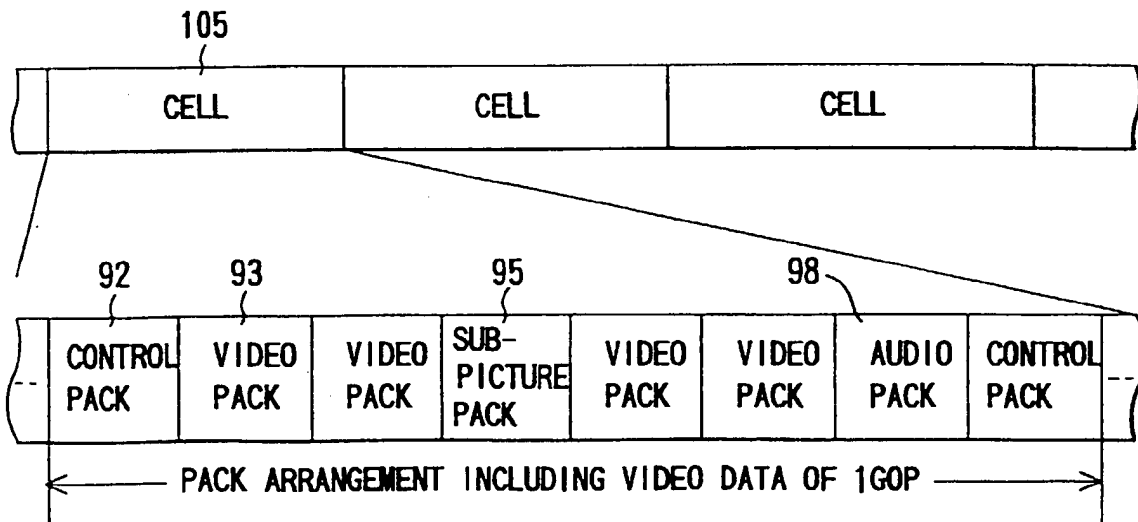 105
CELL CELL CELL
92 93 95 98
CONTROL PACK
VIDEO PACK
VIDEO PACK
SUB-PICTURE PACK
VIDEO PACK
VIDEO PACK
AUDIO PACK
CONTROL PACK
PACK ARRANGEMENT INCLUDING VIDEO DATA OF 1GOP